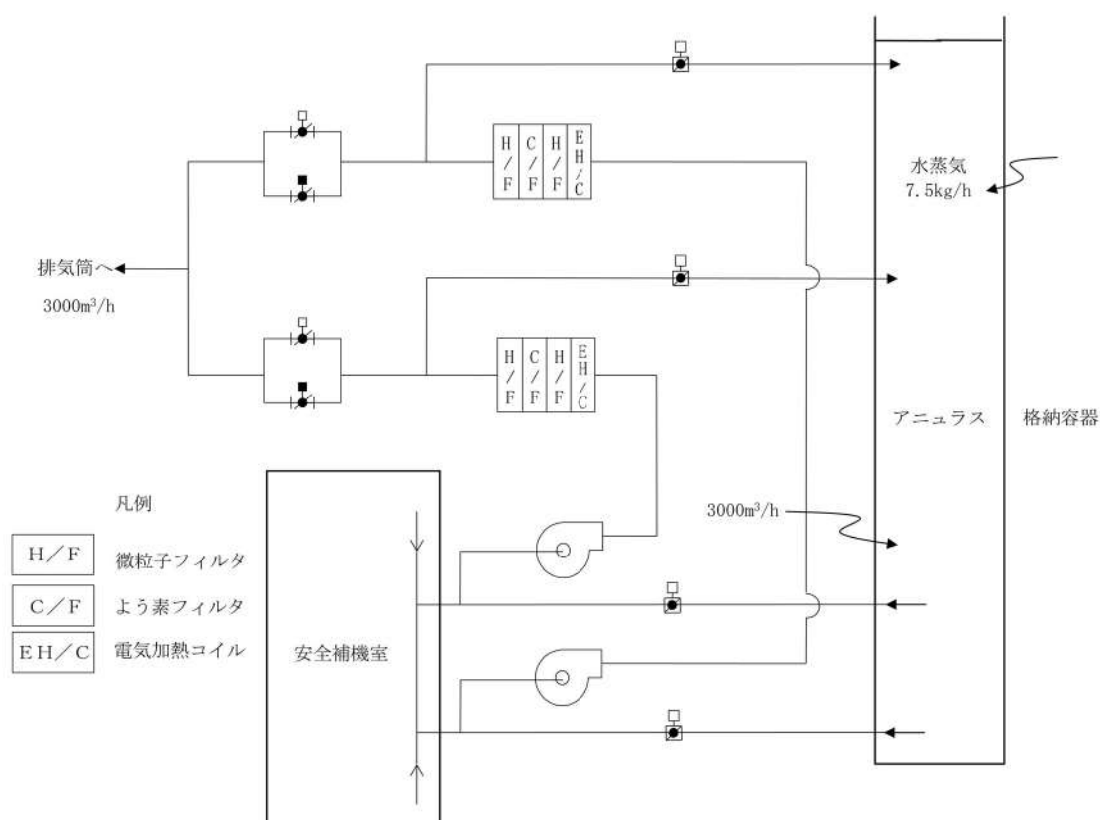 水蒸気
7.5kg/h
H/F
C/F
H/F
EH/C
排気筒へ
3000m³/h
H/F
C/F
H/F
EH/C
アニュラス
格納容器
3000m³/h
凡例
H/F
微粒子フィルタ
C/F
よう素フィルタ
EH/C
電気加熱コイル
安全補機室